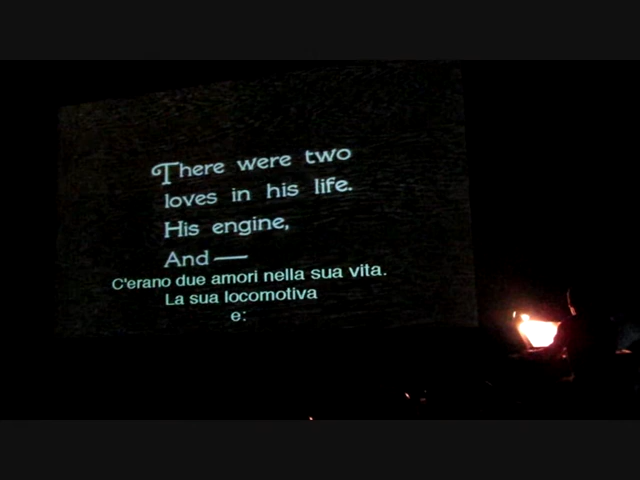 There were two
loves in his life.
His engine,
And —
C'erano due amori nella sua vita.
La sua locomotiva
e: